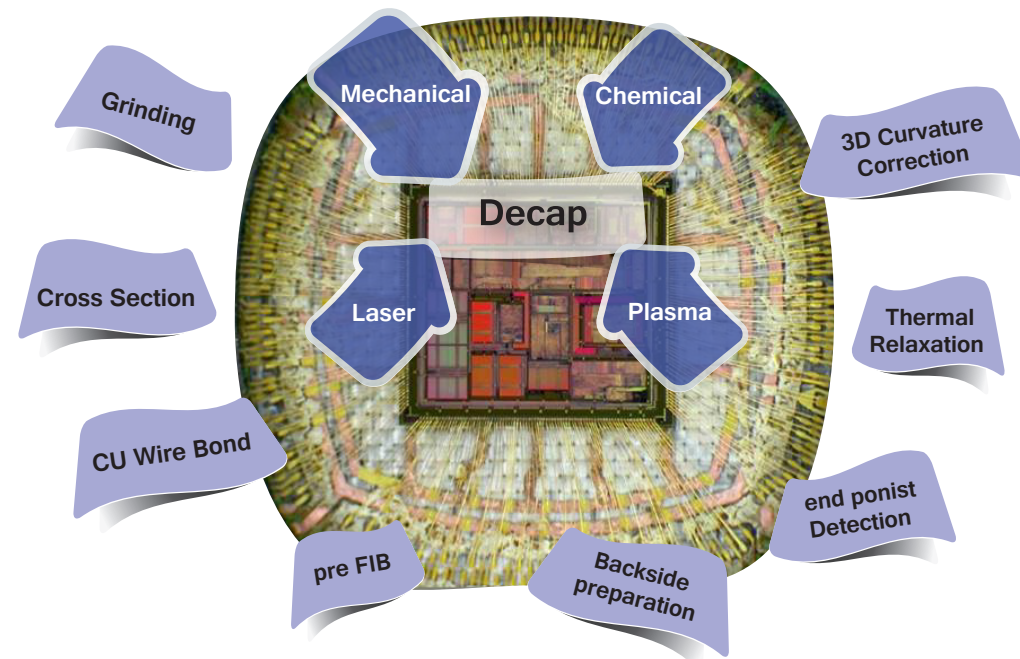 Mechanical
Chemical
Grinding
3D Curvature
Correction
Decap
Cross Section
Laser
Plasma
Thermal
Relaxation
CU Wire Bond
end ponist
Detection
pre FIB
Backside
preparation